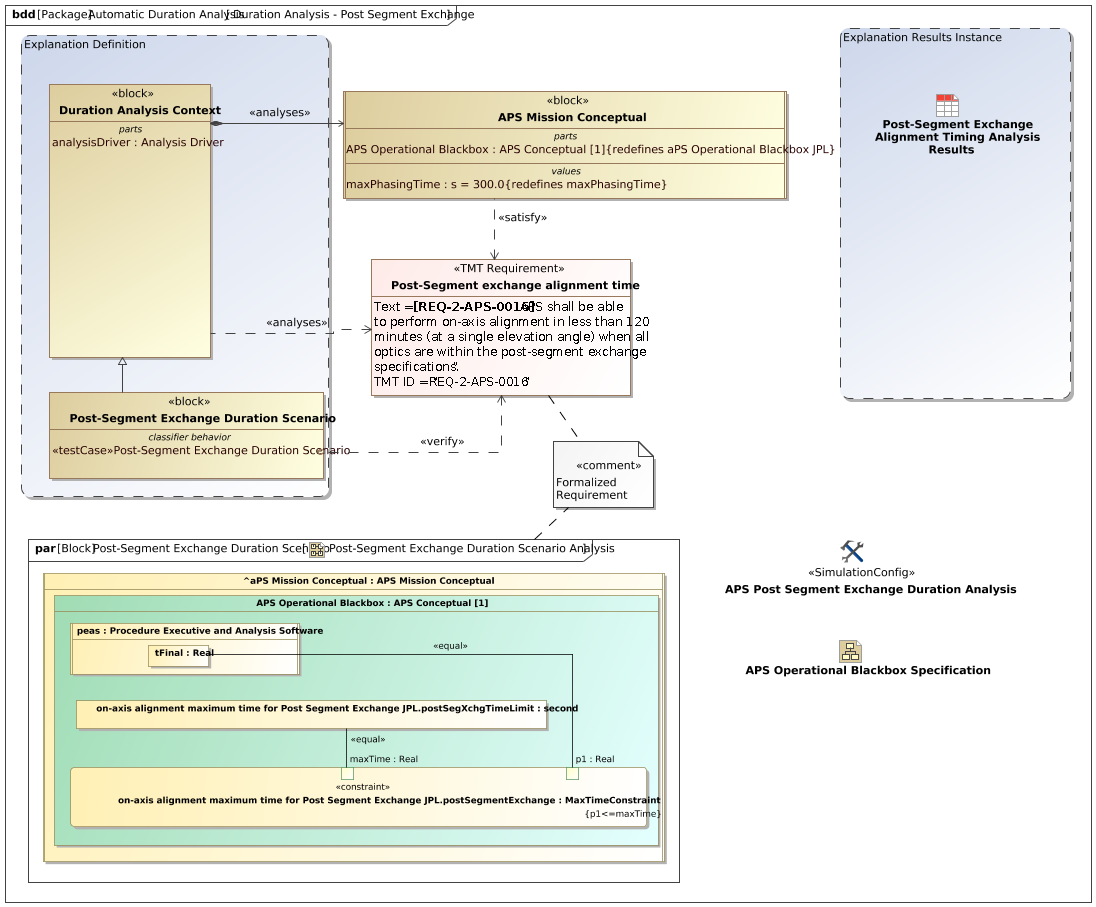 bdd [Package] Automatic Duration Analysis [ Duration Analysis - Post Segment Exchange ]
Explanation Definition
«block»
Duration Analysis Context
parts
analysisDriver : Analysis Driver
«analyses»
«block»
APS Mission Conceptual
parts
APS Operational Blackbox : APS Conceptual [1]{redefines aPS Operational Blackbox JPL}
values
maxPhasingTime : s = 300.0{redefines maxPhasingTime}
Explanation Results Instance
Post-Segment Exchange
Alignment Timing Analysis
Results
«satisfy»
«TMT Requirement»
Post-Segment exchange alignment time
Text = "[REQ-2-APS-0016] APS shall be able
to perform on-axis alignment in less than 120
minutes (at a single elevation angle) when all
optics are within the post-segment exchange
specifications."
TMT ID ="REQ-2-APS-0016"
«analyses»
«block»
Post-Segment Exchange Duration Scenario
classifier behavior
«testCase»Post-Segment Exchange Duration Scenario
«verify»
«comment»
Formalized
Requirement
par [Block] Post-Segment Exchange Duration Scenario [ Post-Segment Exchange Duration Scenario Analysis ]
^aPS Mission Conceptual : APS Mission Conceptual
APS Operational Blackbox : APS Conceptual [1]
peas : Procedure Executive and Analysis Software
tFinal : Real
«equal»
on-axis alignment maximum time for Post Segment Exchange JPL.postSegXchgTimeLimit : second
«equal»
maxTime : Real
p1 : Real
«constraint»
on-axis alignment maximum time for Post Segment Exchange JPL.postSegmentExchange : MaxTimeConstraint
{p1<=maxTime}
«SimulationConfig»
APS Post Segment Exchange Duration Analysis
APS Operational Blackbox Specification